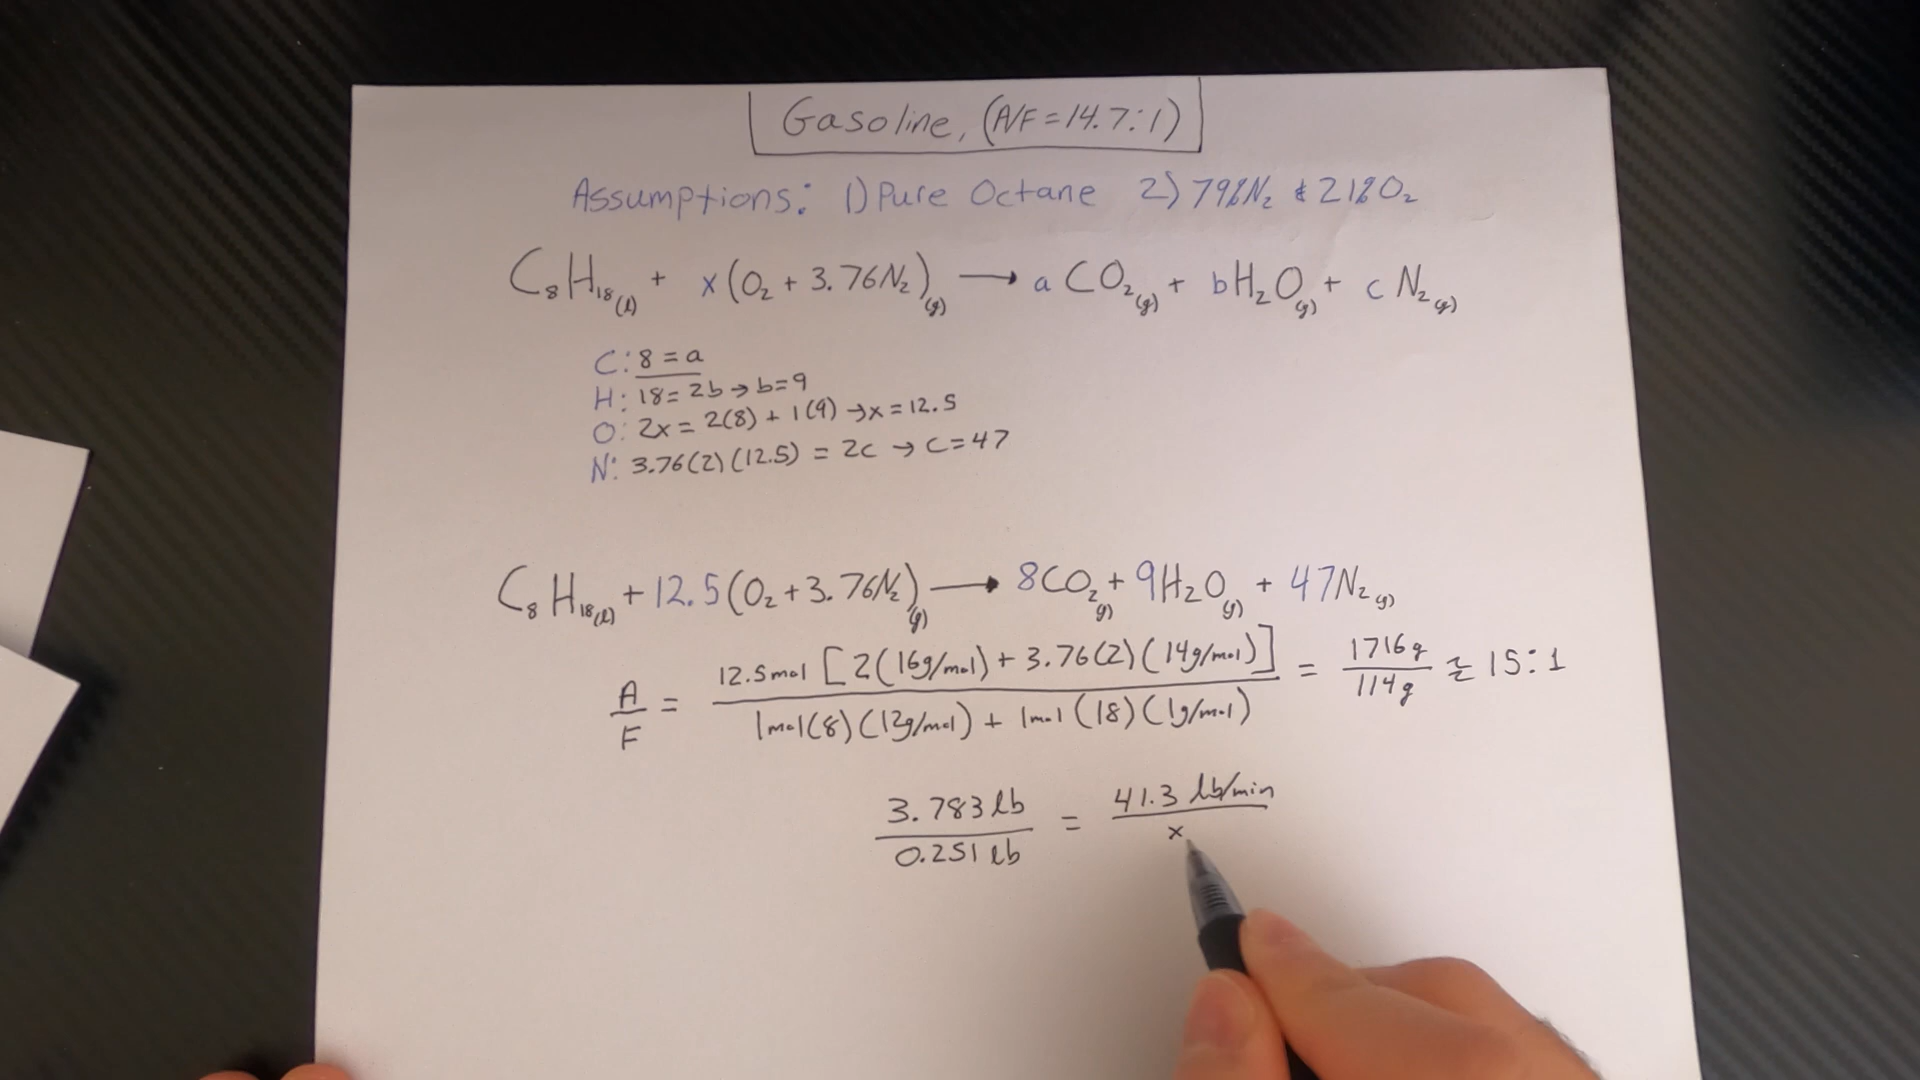 Gasoline, (A/F = 14.7:1)
Assumptions: 1) Pure Octane 2) 79% N₂ & 21% O₂
C₈H₁₈(l) + x(O₂ + 3.76N₂)(g) → a CO₂(g) + b H₂O(g) + c N₂(g)
C: 8 = a
H: 18 = 2b → b = 9
O: 2x = 2(8) + 1(9) → x = 12.5
N: 3.76(2)(12.5) = 2c → c = 47
C₈H₁₈(l) + 12.5(O₂ + 3.76N₂)(g) → 8CO₂(g) + 9H₂O(g) + 47N₂(g)
A/F = 12.5mol [2(16g/mol) + 3.76(2)(14g/mol)] / 1mol(8)(12g/mol) + 1mol(18)(1g/mol) = 1716g / 114g ≈ 15:1
3.783 lb / 0.251 lb = 41.3 lb/min / x